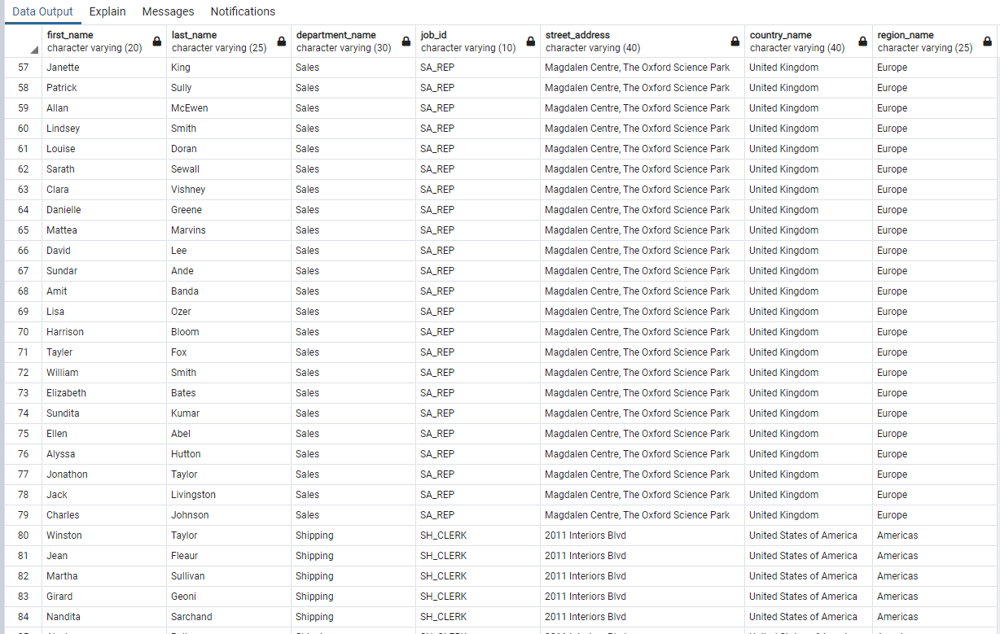 Data Output Explain Messages Notifications
first_name last_name department_name job_id street_address country_name region_name
character varying (20) character varying (25) character varying (30) character varying (10) character varying (40) character varying (40) character varying (25)
57 Janette King Sales SA_REP Magdalen Centre, The Oxford Science Park United Kingdom Europe
58 Patrick Sully Sales SA_REP Magdalen Centre, The Oxford Science Park United Kingdom Europe
59 Allan McEwen Sales SA_REP Magdalen Centre, The Oxford Science Park United Kingdom Europe
60 Lindsey Smith Sales SA_REP Magdalen Centre, The Oxford Science Park United Kingdom Europe
61 Louise Doran Sales SA_REP Magdalen Centre, The Oxford Science Park United Kingdom Europe
62 Sarath Sewall Sales SA_REP Magdalen Centre, The Oxford Science Park United Kingdom Europe
63 Clara Vishney Sales SA_REP Magdalen Centre, The Oxford Science Park United Kingdom Europe
64 Danielle Greene Sales SA_REP Magdalen Centre, The Oxford Science Park United Kingdom Europe
65 Mattea Marvins Sales SA_REP Magdalen Centre, The Oxford Science Park United Kingdom Europe
66 David Lee Sales SA_REP Magdalen Centre, The Oxford Science Park United Kingdom Europe
67 Sundar Ande Sales SA_REP Magdalen Centre, The Oxford Science Park United Kingdom Europe
68 Amit Banda Sales SA_REP Magdalen Centre, The Oxford Science Park United Kingdom Europe
69 Lisa Ozer Sales SA_REP Magdalen Centre, The Oxford Science Park United Kingdom Europe
70 Harrison Bloom Sales SA_REP Magdalen Centre, The Oxford Science Park United Kingdom Europe
71 Tayler Fox Sales SA_REP Magdalen Centre, The Oxford Science Park United Kingdom Europe
72 William Smith Sales SA_REP Magdalen Centre, The Oxford Science Park United Kingdom Europe
73 Elizabeth Bates Sales SA_REP Magdalen Centre, The Oxford Science Park United Kingdom Europe
74 Sundita Kumar Sales SA_REP Magdalen Centre, The Oxford Science Park United Kingdom Europe
75 Ellen Abel Sales SA_REP Magdalen Centre, The Oxford Science Park United Kingdom Europe
76 Alyssa Hutton Sales SA_REP Magdalen Centre, The Oxford Science Park United Kingdom Europe
77 Jonathon Taylor Sales SA_REP Magdalen Centre, The Oxford Science Park United Kingdom Europe
78 Jack Livingston Sales SA_REP Magdalen Centre, The Oxford Science Park United Kingdom Europe
79 Charles Johnson Sales SA_REP Magdalen Centre, The Oxford Science Park United Kingdom Europe
80 Winston Taylor Shipping SH_CLERK 2011 Interiors Blvd United States of America Americas
81 Jean Fleaur Shipping SH_CLERK 2011 Interiors Blvd United States of America Americas
82 Martha Sullivan Shipping SH_CLERK 2011 Interiors Blvd United States of America Americas
83 Girard Geoni Shipping SH_CLERK 2011 Interiors Blvd United States of America Americas
84 Nandita Sarchand Shipping SH_CLERK 2011 Interiors Blvd United States of America Americas